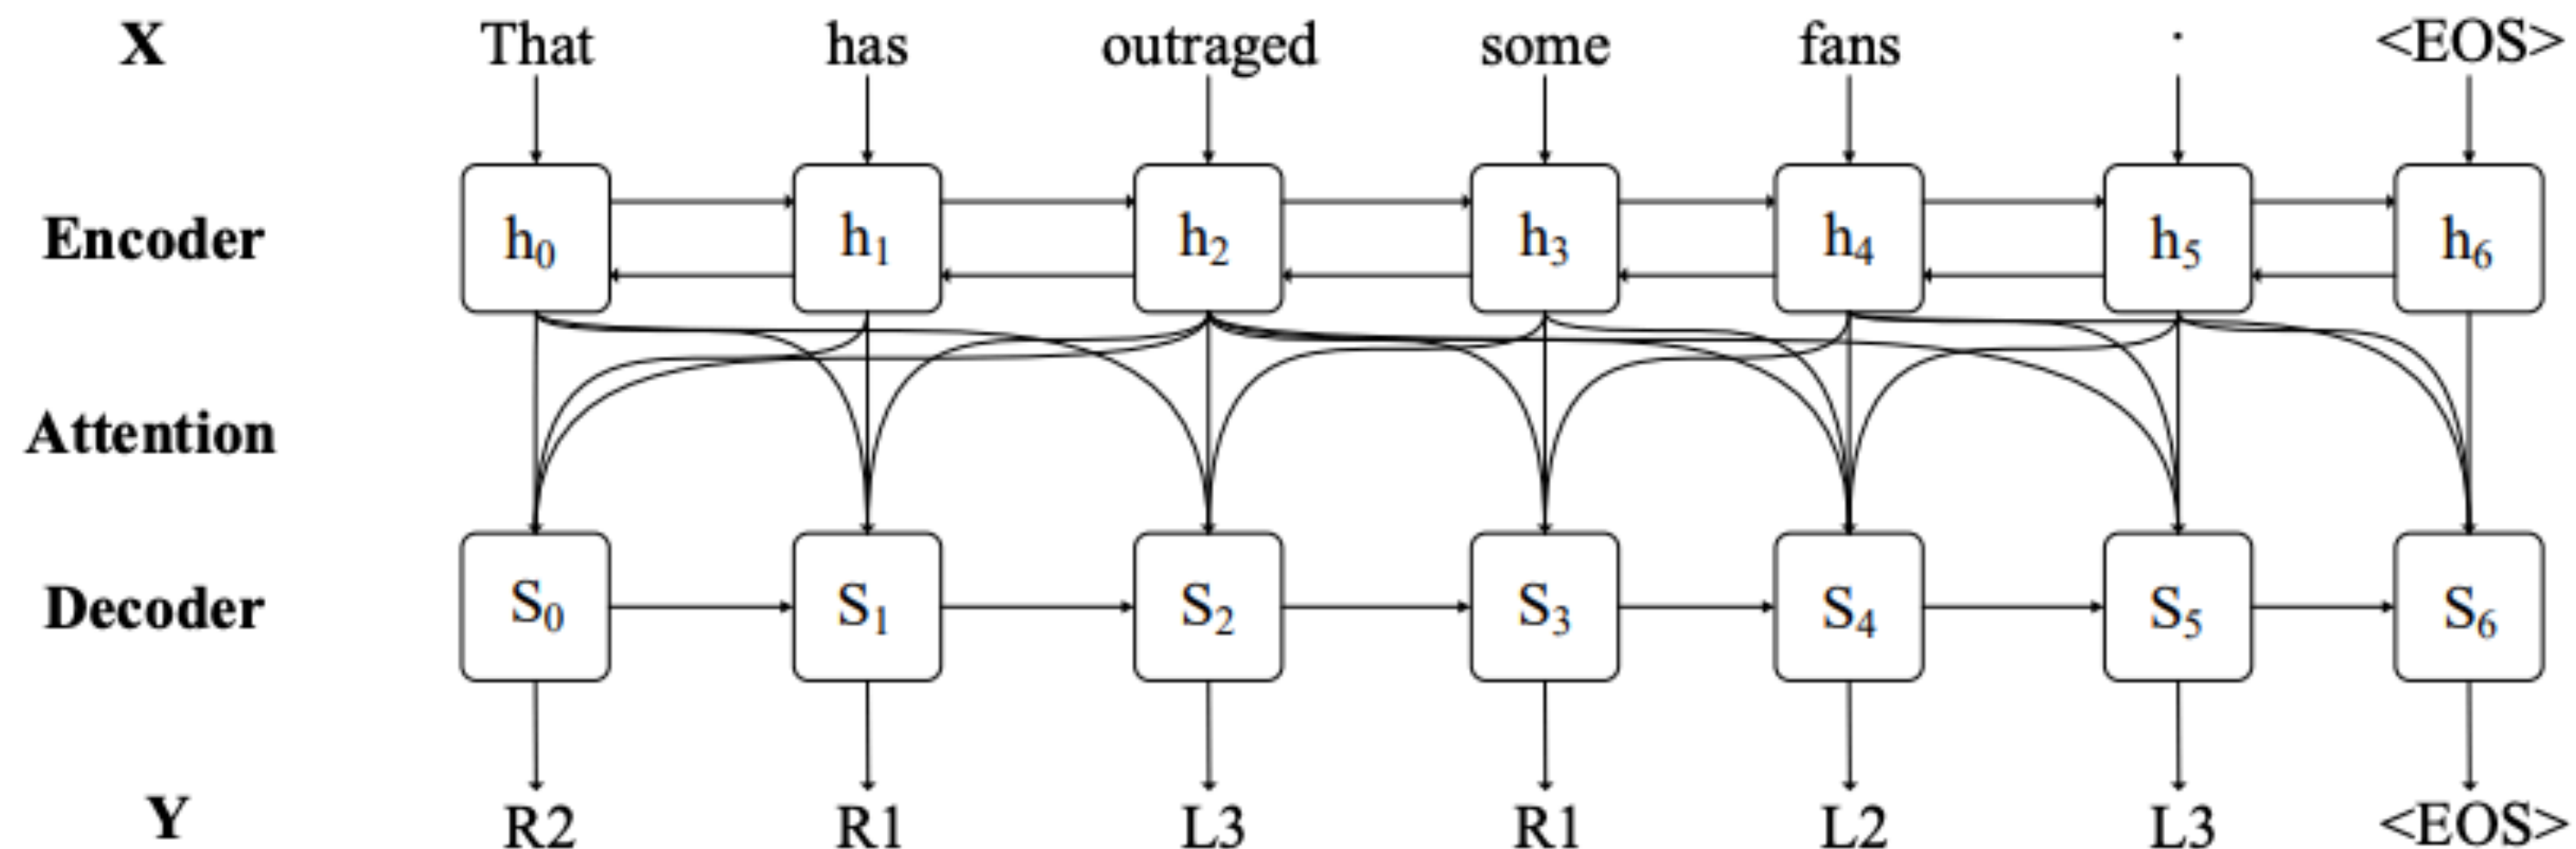 X That has outraged some fans . <EOS>
Encoder h0 h1 h2 h3 h4 h5 h6
Attention
Decoder S0 S1 S2 S3 S4 S5 S6
Y R2 R1 L3 R1 L2 L3 <EOS>